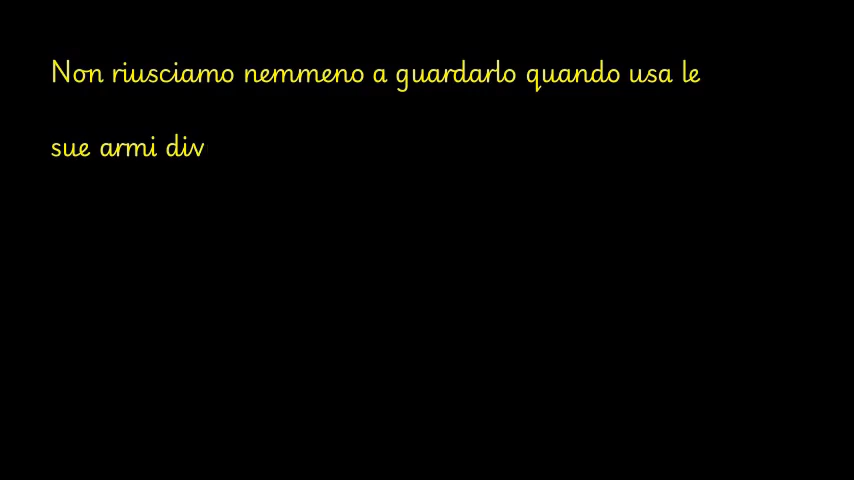 Non riusciamo nemmeno a guardarlo quando usa le
sue armi div